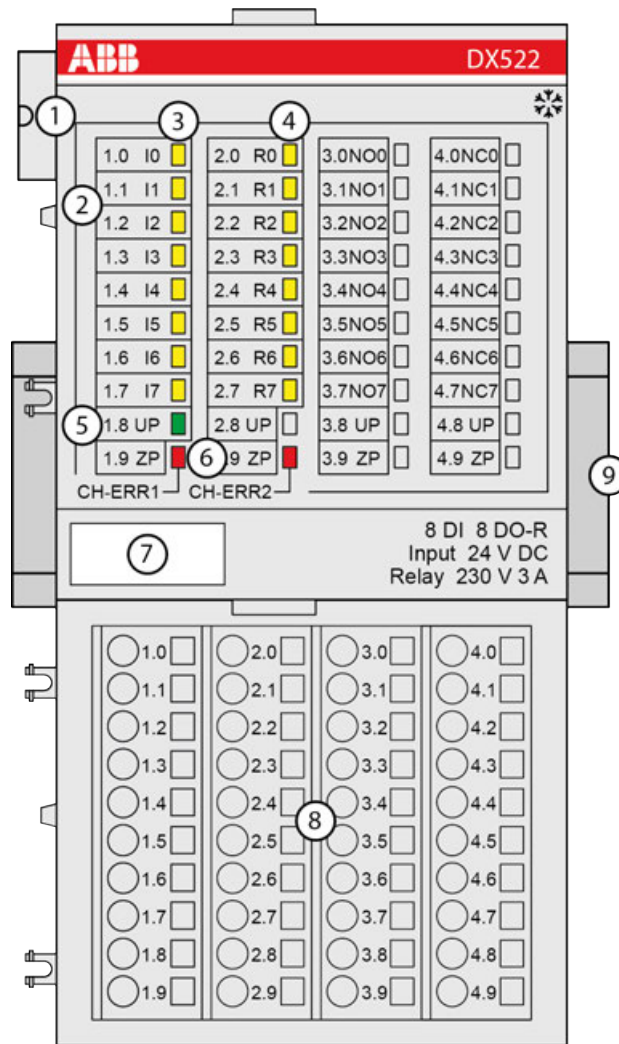 ABB DX522
1 3 4
1.0 I0 2.0 R0 3.0NO0 4.0NC0
1.1 I1 2.1 R1 3.1NO1 4.1NC1
2
1.2 I2 2.2 R2 3.2NO2 4.2NC2
1.3 I3 2.3 R3 3.3NO3 4.3NC3
1.4 I4 2.4 R4 3.4NO4 4.4NC4
1.5 I5 2.5 R5 3.5NO5 4.5NC5
1.6 I6 2.6 R6 3.6NO6 4.6NC6
1.7 I7 2.7 R7 3.7NO7 4.7NC7
5 1.8 UP 2.8 UP 3.8 UP 4.8 UP
1.9 ZP 6 .9 ZP 3.9 ZP 4.9 ZP
9
CH-ERR1 CH-ERR2
8 DI 8 DO-R
7 Input 24 V DC
Relay 230 V 3 A
1.0 2.0 3.0 4.0
1.1 2.1 3.1 4.1
1.2 2.2 3.2 4.2
1.3 2.3 3.3 4.3
1.4 2.4 3.4 4.4
8
1.5 2.5 3.5 4.5
1.6 2.6 3.6 4.6
1.7 2.7 3.7 4.7
1.8 2.8 3.8 4.8
1.9 2.9 3.9 4.9